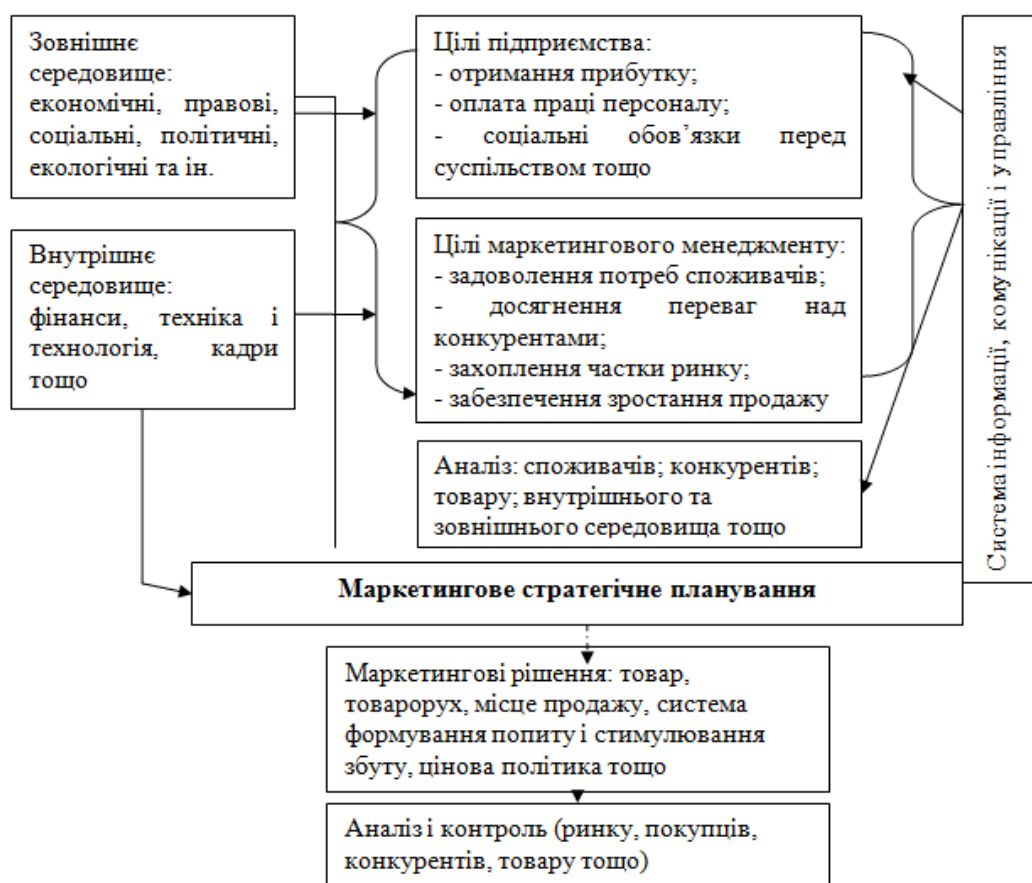 Зовнішнє
середовище:
економічні, правові,
соціальні, політичні,
екологічні та ін.
Цілі підприємства:
- отримання прибутку;
- оплата праці персоналу;
- соціальні обов’язки перед
суспільством тощо
Внутрішнє
середовище:
фінанси, техніка і
технологія, кадри
тощо
Цілі маркетингового менеджменту:
- задоволення потреб споживачів;
- досягнення переваг над
конкурентами;
- захоплення частки ринку;
- забезпечення зростання продажу
Аналіз: споживачів; конкурентів;
товару; внутрішнього та
зовнішнього середовища тощо
Система інформації, комунікації і управління
Маркетингове стратегічне планування
Маркетингові рішення: товар,
товарорух, місце продажу, система
формування попиту і стимулювання
збуту, цінова політика тощо
Аналіз і контроль (ринку, покупців,
конкурентів, товару тощо)